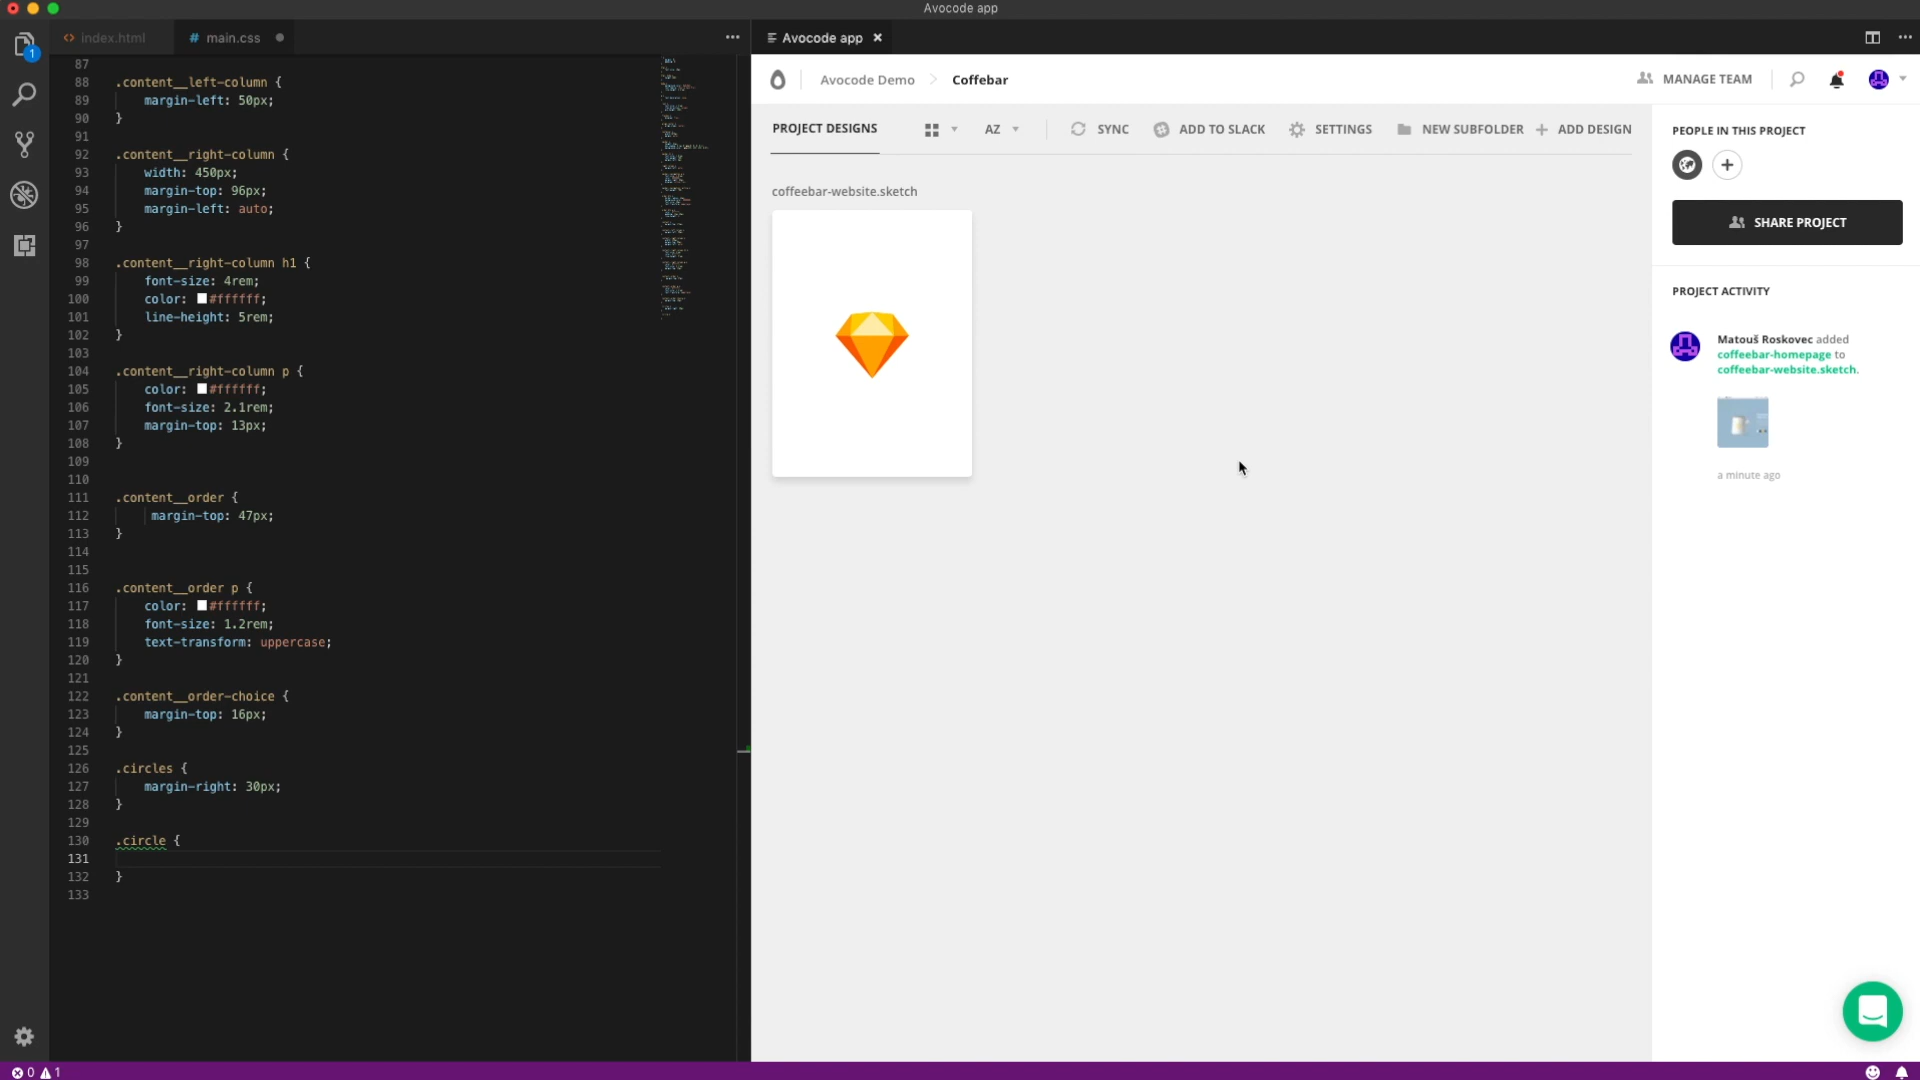 Avocode app
index.html
# main.css
Avocode app
Avocode Demo
Coffebar
MANAGE TEAM
1
PROJECT DESIGNS
AZ
SYNC
ADD TO SLACK
SETTINGS
NEW SUBFOLDER
ADD DESIGN
PEOPLE IN THIS PROJECT
SHARE PROJECT
PROJECT ACTIVITY
Matouš Roskovec added
coffeebar-homepage to
coffeebar-website.sketch.
a minute ago
coffeebar-website.sketch
87
88 .content__left-column {
89 margin-left: 50px;
90 }
91
92 .content__right-column {
93 width: 450px;
94 margin-top: 96px;
95 margin-left: auto;
96 }
97
98 .content__right-column h1 {
99 font-size: 4rem;
100 color: #ffffff;
101 line-height: 5rem;
102 }
103
104 .content__right-column p {
105 color: #ffffff;
106 font-size: 2.1rem;
107 margin-top: 13px;
108 }
109
110
111 .content__order {
112 margin-top: 47px;
113 }
114
115
116 .content__order p {
117 color: #ffffff;
118 font-size: 1.2rem;
119 text-transform: uppercase;
120 }
121
122 .content__order-choice {
123 margin-top: 16px;
124 }
125
126 .circles {
127 margin-right: 30px;
128 }
129
130 .circle {
131
132 }
133
0 1